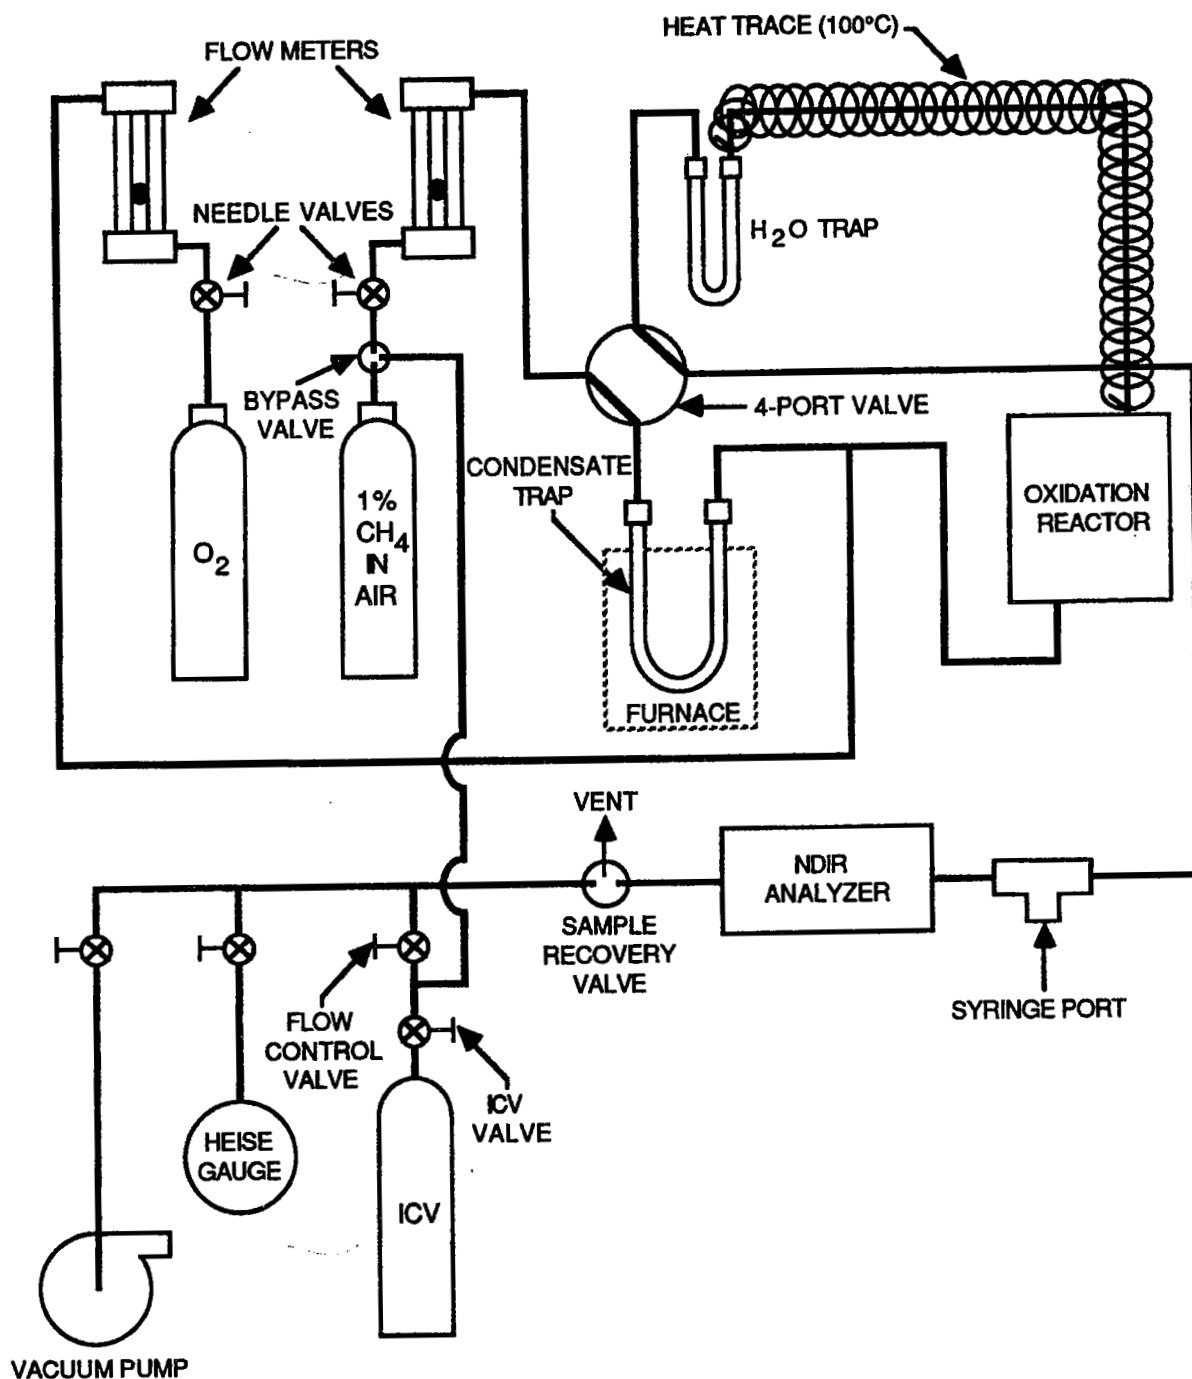 HEAT TRACE (100°C)
FLOW METERS
NEEDLE VALVES
H2O TRAP
BYPASS
VALVE
4-PORT VALVE
CONDENSATE
TRAP
O2
1%
CH4
IN
AIR
OXIDATION
REACTOR
FURNACE
VENT
NDIR
ANALYZER
SAMPLE
RECOVERY
VALVE
SYRINGE PORT
FLOW
CONTROL
VALVE
ICV
VALVE
HEISE
GAUGE
ICV
VACUUM PUMP